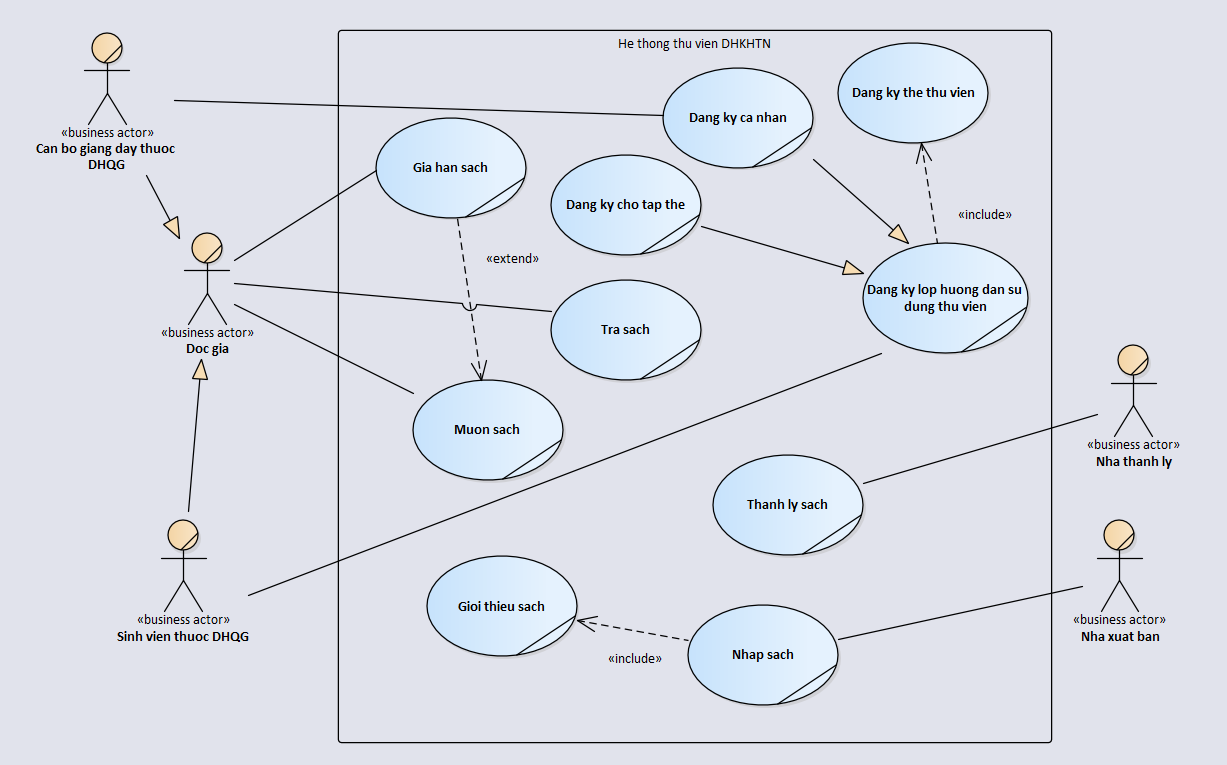 He thong thu vien DHKHTN
Dang ky the thu vien
Dang ky ca nhan
«business actor»
Can bo giang day thuoc
DHQG
Gia han sach
Dang ky cho tap the
«include»
«extend»
Dang ky lop huong dan su
dung thu vien
«business actor»
Doc gia
Tra sach
Muon sach
«business actor»
Nha thanh ly
Thanh ly sach
«business actor»
Sinh vien thuoc DHQG
Gioi thieu sach
«include»
Nhap sach
«business actor»
Nha xuat ban